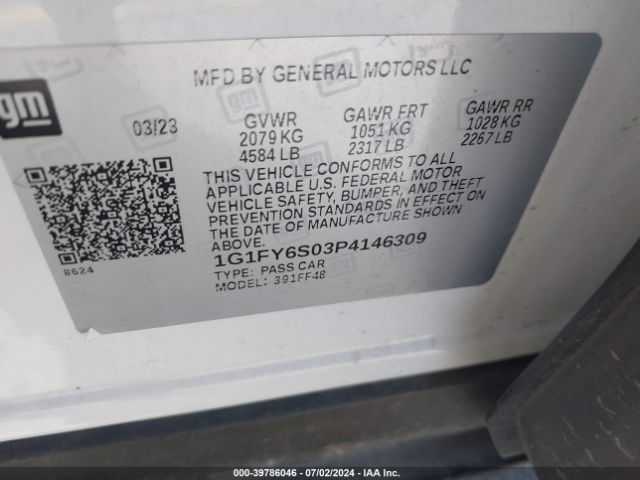 gm
MFD BY GENERAL MOTORS LLC
03/23 GVWR GAWR FRT GAWR RR
2079 KG 1051 KG 1028 KG
4584 LB 2317 LB 2267 LB
THIS VEHICLE CONFORMS TO ALL
APPLICABLE U.S. FEDERAL MOTOR
VEHICLE SAFETY, BUMPER, AND THEFT
PREVENTION STANDARDS IN EFFECT ON
THE DATE OF MANUFACTURE SHOWN
ABOVE.
1G1FY6S03P4146309
TYPE: PASS CAR
MODEL: 391FF48
8624
000-39786046 - 07/02/2024 - IAAI.COM